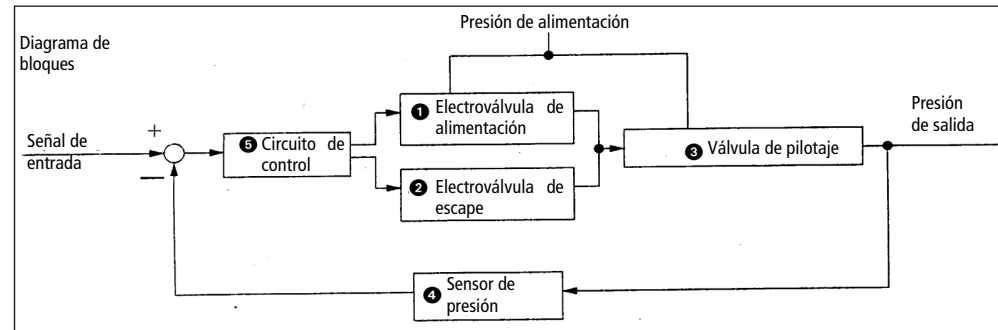 Presión de alimentación
Diagrama de
bloques
Señal de
entrada
+
—
❺ Circuito de
control
❶ Electroválvula de
alimentación
❷ Electroválvula de
escape
❸ Válvula de pilotaje
Presión
de salida
❹ Sensor de
presión